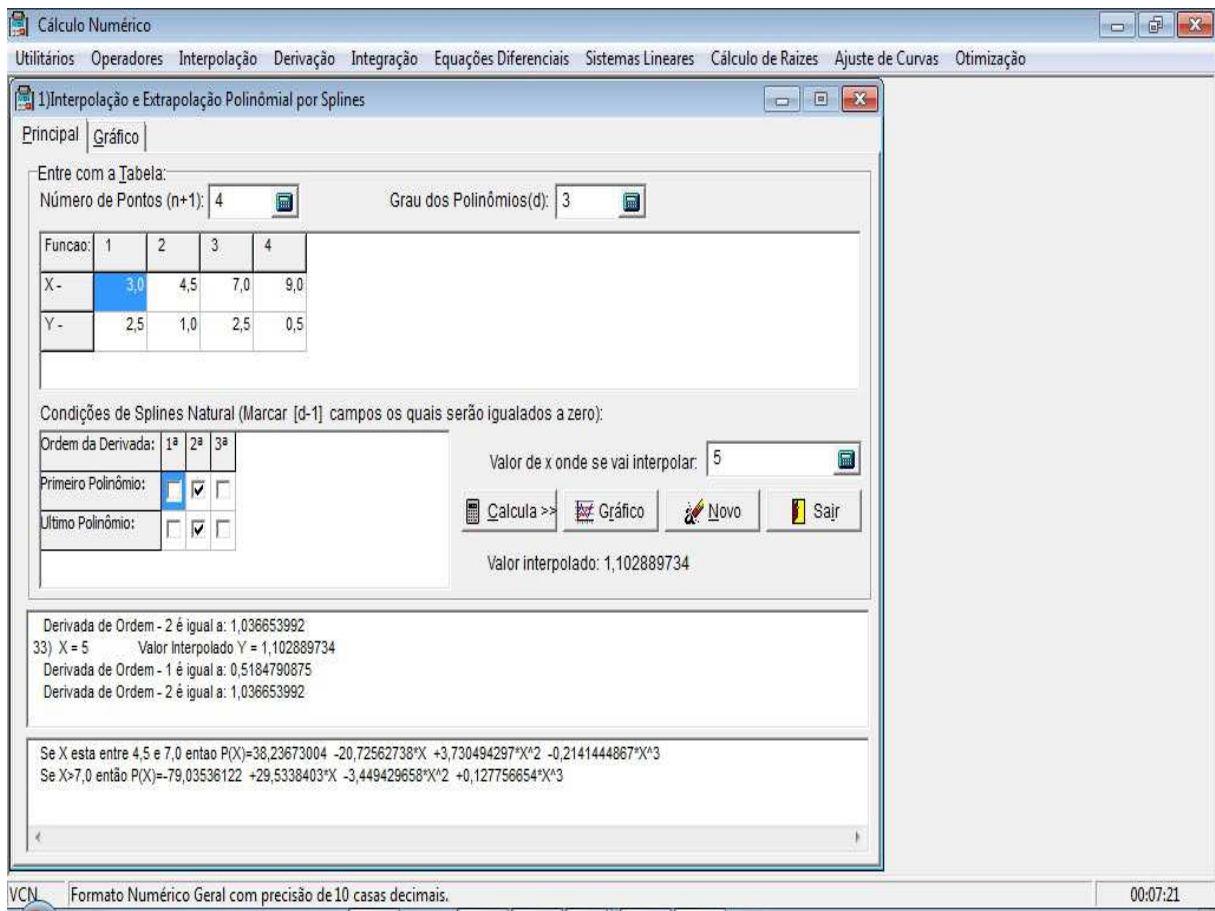 Cálculo Numérico
Utilitários Operadores Interpolação Derivação Integração Equações Diferenciais Sistemas Lineares Cálculo de Raizes Ajuste de Curvas Otimização
1)Interpolação e Extrapolação Polinômial por Splines
Principal Gráfico
Entre com a Tabela:
Número de Pontos (n+1): 4 Grau dos Polinômios(d): 3
Funcao: 1 2 3 4
X - 3,0 4,5 7,0 9,0
Y - 2,5 1,0 2,5 0,5
Condições de Splines Natural (Marcar [d-1] campos os quais serão igualados a zero):
Ordem da Derivada: 1ª 2ª 3ª
Valor de x onde se vai interpolar: 5
Primeiro Polinômio:
Ultimo Polinômio:
Calcula >> Gráfico Novo Sair
Valor interpolado: 1,102889734
Derivada de Ordem - 2 é igual a: 1,036653992
33) X = 5 Valor Interpolado Y = 1,102889734
Derivada de Ordem - 1 é igual a: 0,5184790875
Derivada de Ordem - 2 é igual a: 1,036653992
Se X esta entre 4,5 e 7,0 entao P(X)=38,23673004 -20,72562738*X +3,730494297*X^2 -0,2141444867*X^3
Se X>7,0 então P(X)=-79,03536122 +29,5338403*X -3,449429658*X^2 +0,127756654*X^3
VCN Formato Numérico Geral com precisão de 10 casas decimais. 00:07:21